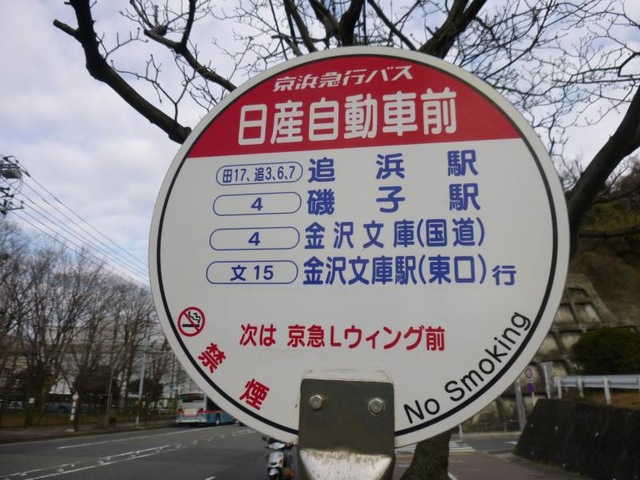 京浜急行バス
日産自動車前
田17、追3,6,7 追浜駅
4 磯子駅
4 金沢文庫(国道)
文15 金沢文庫駅(東口)行
次は 京急Lウィング前
禁煙
No Smoking